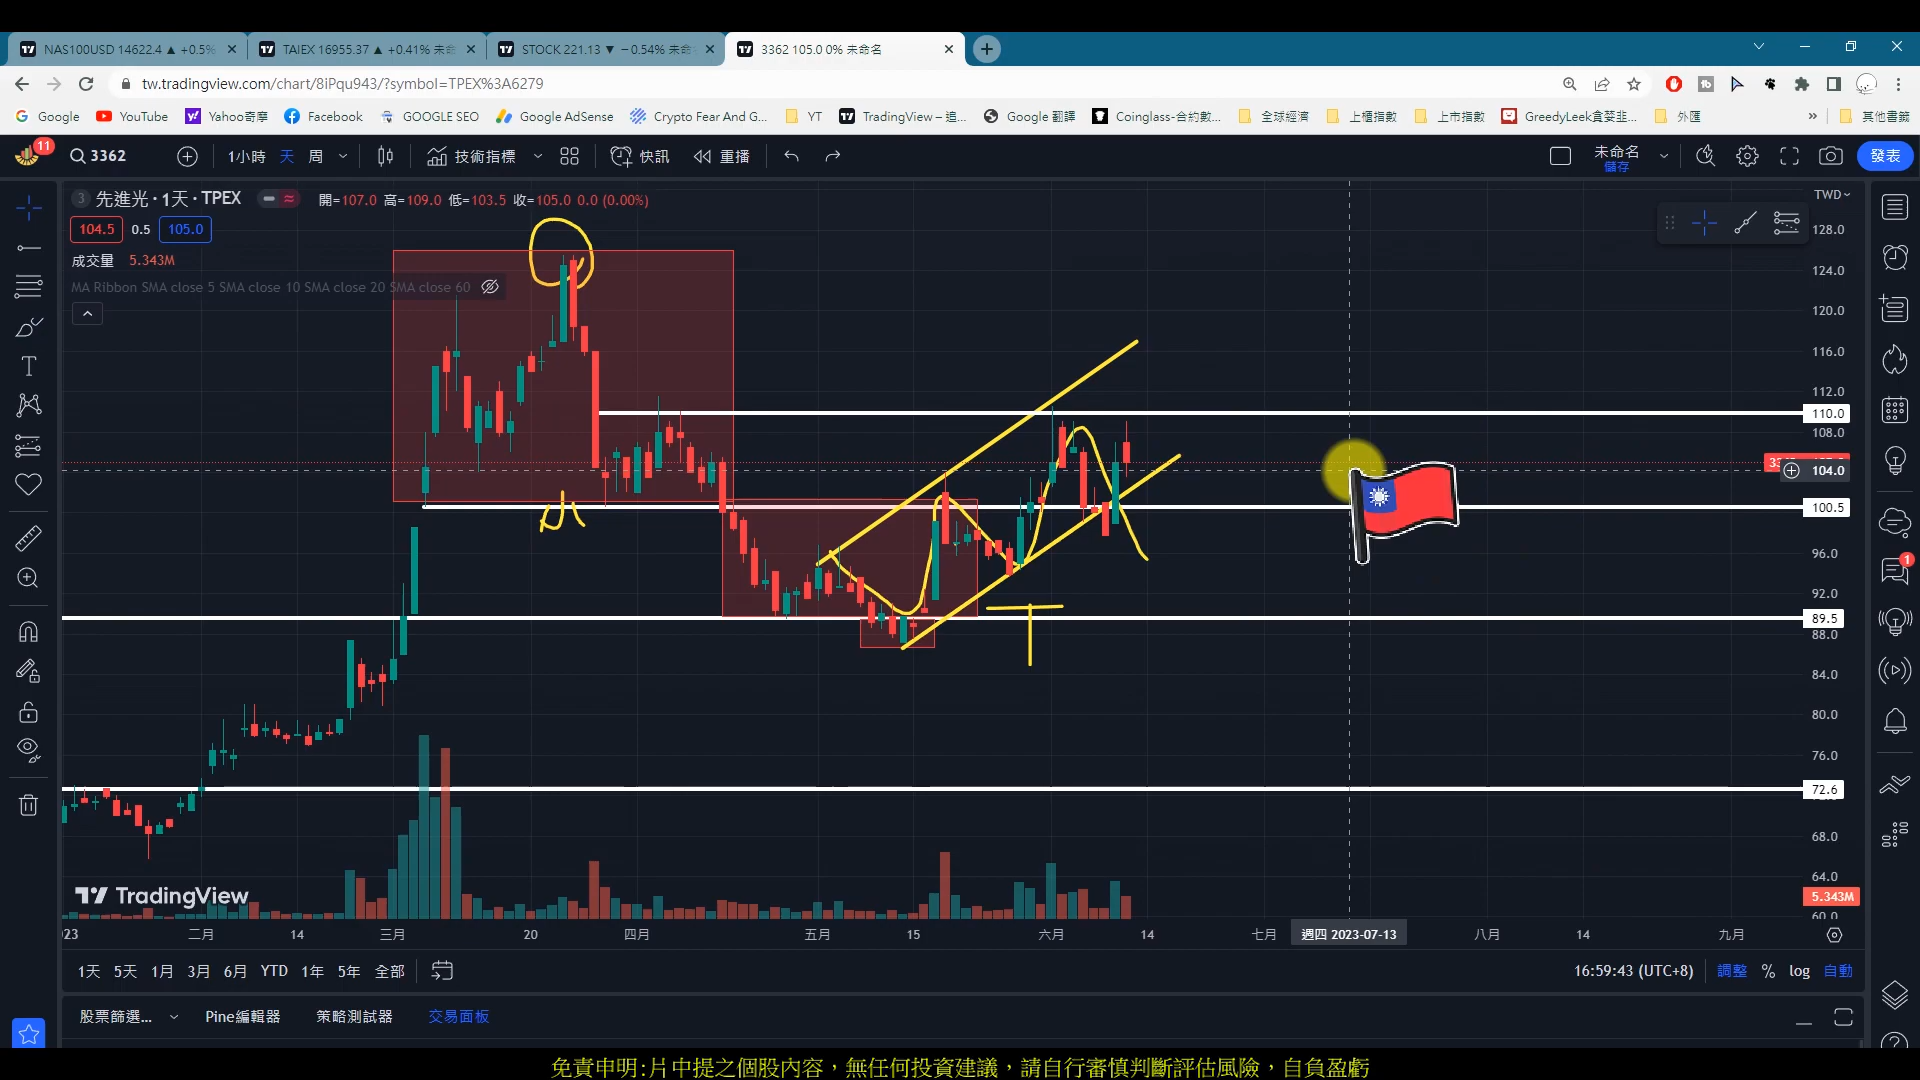 NAS100USD 14622.4 ▲ +0.5%
TAIEX 16955.37 ▲ +0.41% 未命
STOCK 221.13 ▼ −0.54% 未命
3362 105.0 0% 未命名
tw.tradingview.com/chart/8iPqu943/?symbol=TPEX%3A6279
Google
YouTube
Yahoo奇摩
Facebook
GOOGLE SEO
Google AdSense
Crypto Fear And G...
YT
TradingView – 追...
Google 翻譯
Coinglass-合約數...
全球經濟
上櫃指數
上市指數
GreedyLeek貪婪韭...
外匯
»
其他書籤
11
3362
1小時 天 周
技術指標
快訊
重播
未命名
儲存
發表
3 先進光 · 1天 · TPEX
開=107.0 高=109.0 低=103.5 收=105.0 0.0 (0.00%)
104.5 0.5 105.0
成交量 5.343M
MA Ribbon SMA close 5 SMA close 10 SMA close 20 SMA close 60
TWD
128.0
124.0
120.0
116.0
112.0
110.0
108.0
104.0
100.5
96.0
92.0
89.5
88.0
84.0
80.0
76.0
72.6
68.0
64.0
5.343M
60.0
小
T
TradingView
23 二月 14 三月 20 四月 五月 15 六月 14 七月 週四 2023-07-13 八月 14 九月
1天 5天 1月 3月 6月 YTD 1年 5年 全部
16:59:43 (UTC+8) 調整 % log 自動
股票篩選... Pine編輯器 策略測試器 交易面板
1
免責申明:片中提之個股內容，無任何投資建議，請自行審慎判斷評估風險，自負盈虧